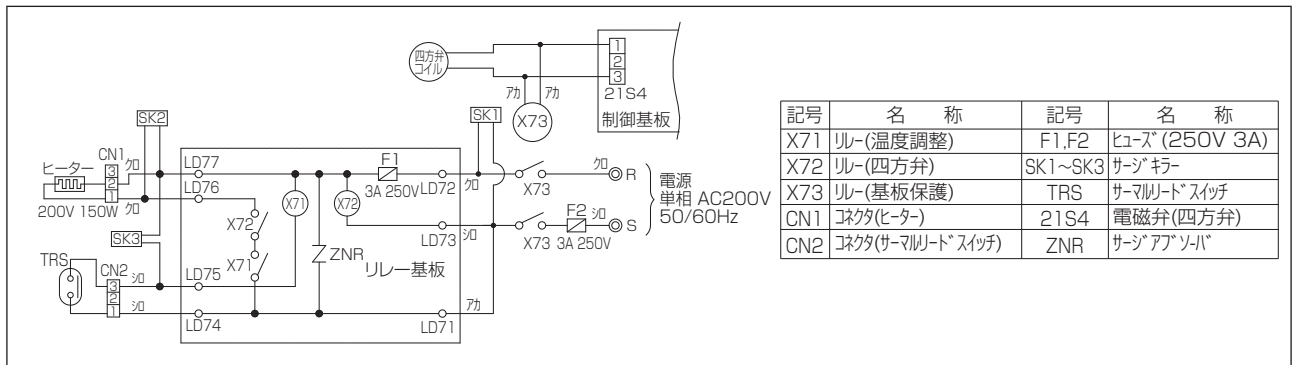 四方弁
コイル
1
2
3
21S4
制御基板
アカ
アカ
X73
SK1
SK2
ヒーター
CN1
クロ
3
2
1
クロ
200V 150W
SK3
TRS
CN2
シロ
3
2
1
シロ
LD77
LD76
X72
X71
LD75
LD74
X71
X72
ZNR
リレー基板
F1
3A 250V
LD72
クロ
LD73
シロ
アカ
LD71
X73
クロ
R
X73
F2
シロ
3A 250V
S
電源
単相 AC200V
50/60Hz
記号 名 称 記号 名 称
X71 リレー(温度調整) F1,F2 ヒューズ(250V 3A)
X72 リレー(四方弁) SK1~SK3 サージキラー
X73 リレー(基板保護) TRS サーマルリードスイッチ
CN1 コネクタ(ヒーター) 21S4 電磁弁(四方弁)
CN2 コネクタ(サーマルリードスイッチ) ZNR サージアブソーバ